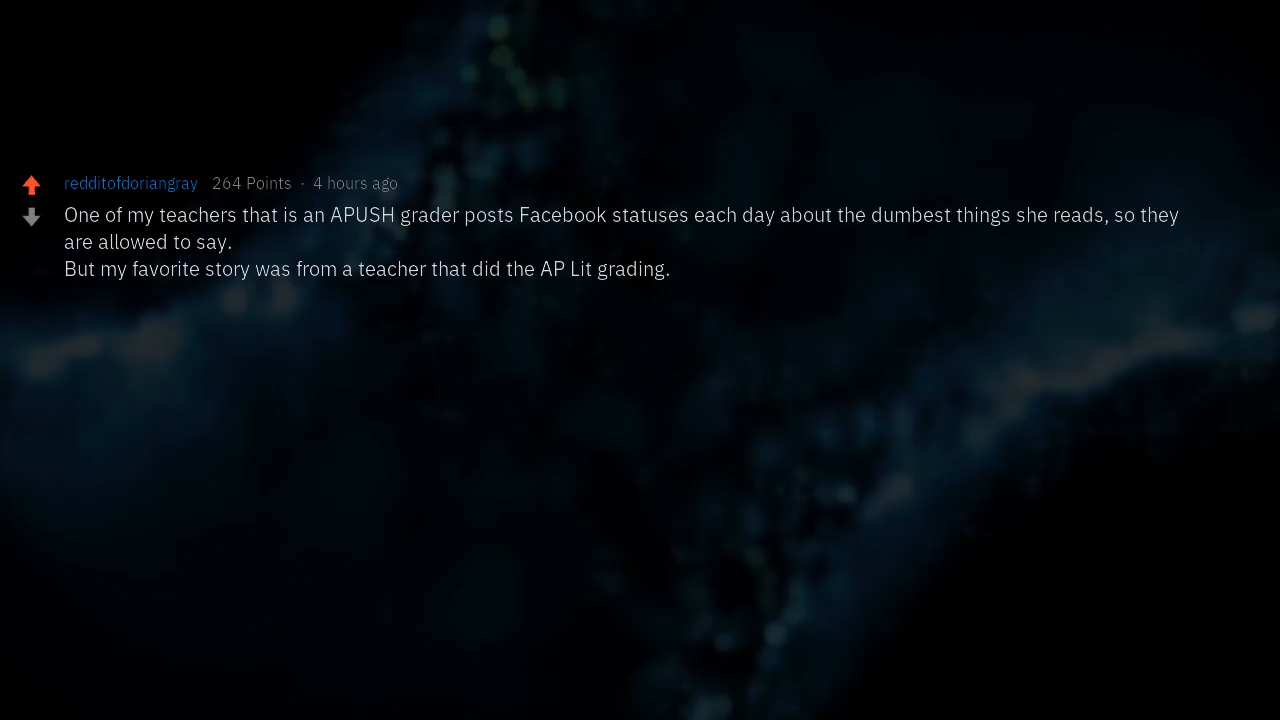 redditofdoriangray 264 Points · 4 hours ago
One of my teachers that is an APUSH grader posts Facebook statuses each day about the dumbest things she reads, so they
are allowed to say.
But my favorite story was from a teacher that did the AP Lit grading.